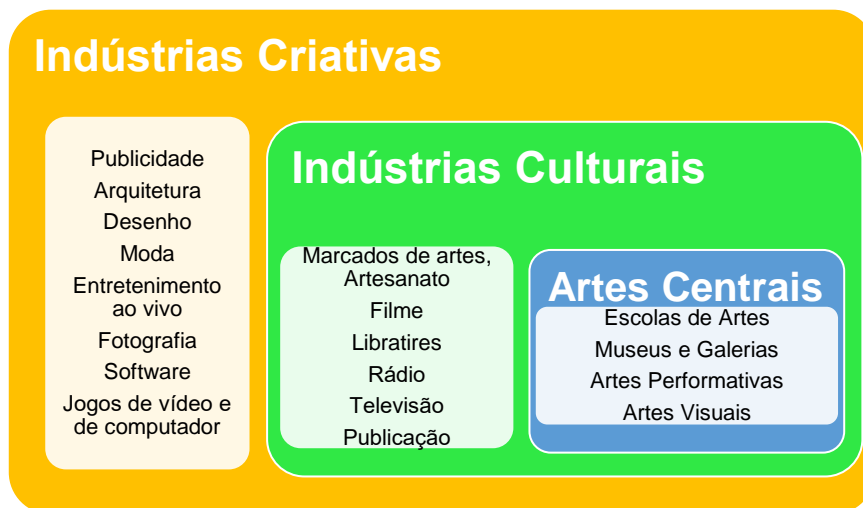 Indústrias Criativas
Publicidade
Arquitetura
Desenho
Moda
Entretenimento
ao vivo
Fotografia
Software
Jogos de vídeo e
de computador
Indústrias Culturais
Marcados de artes,
Artesanato
Filme
Libratires
Rádio
Televisão
Publicação
Artes Centrais
Escolas de Artes
Museus e Galerias
Artes Performativas
Artes Visuais